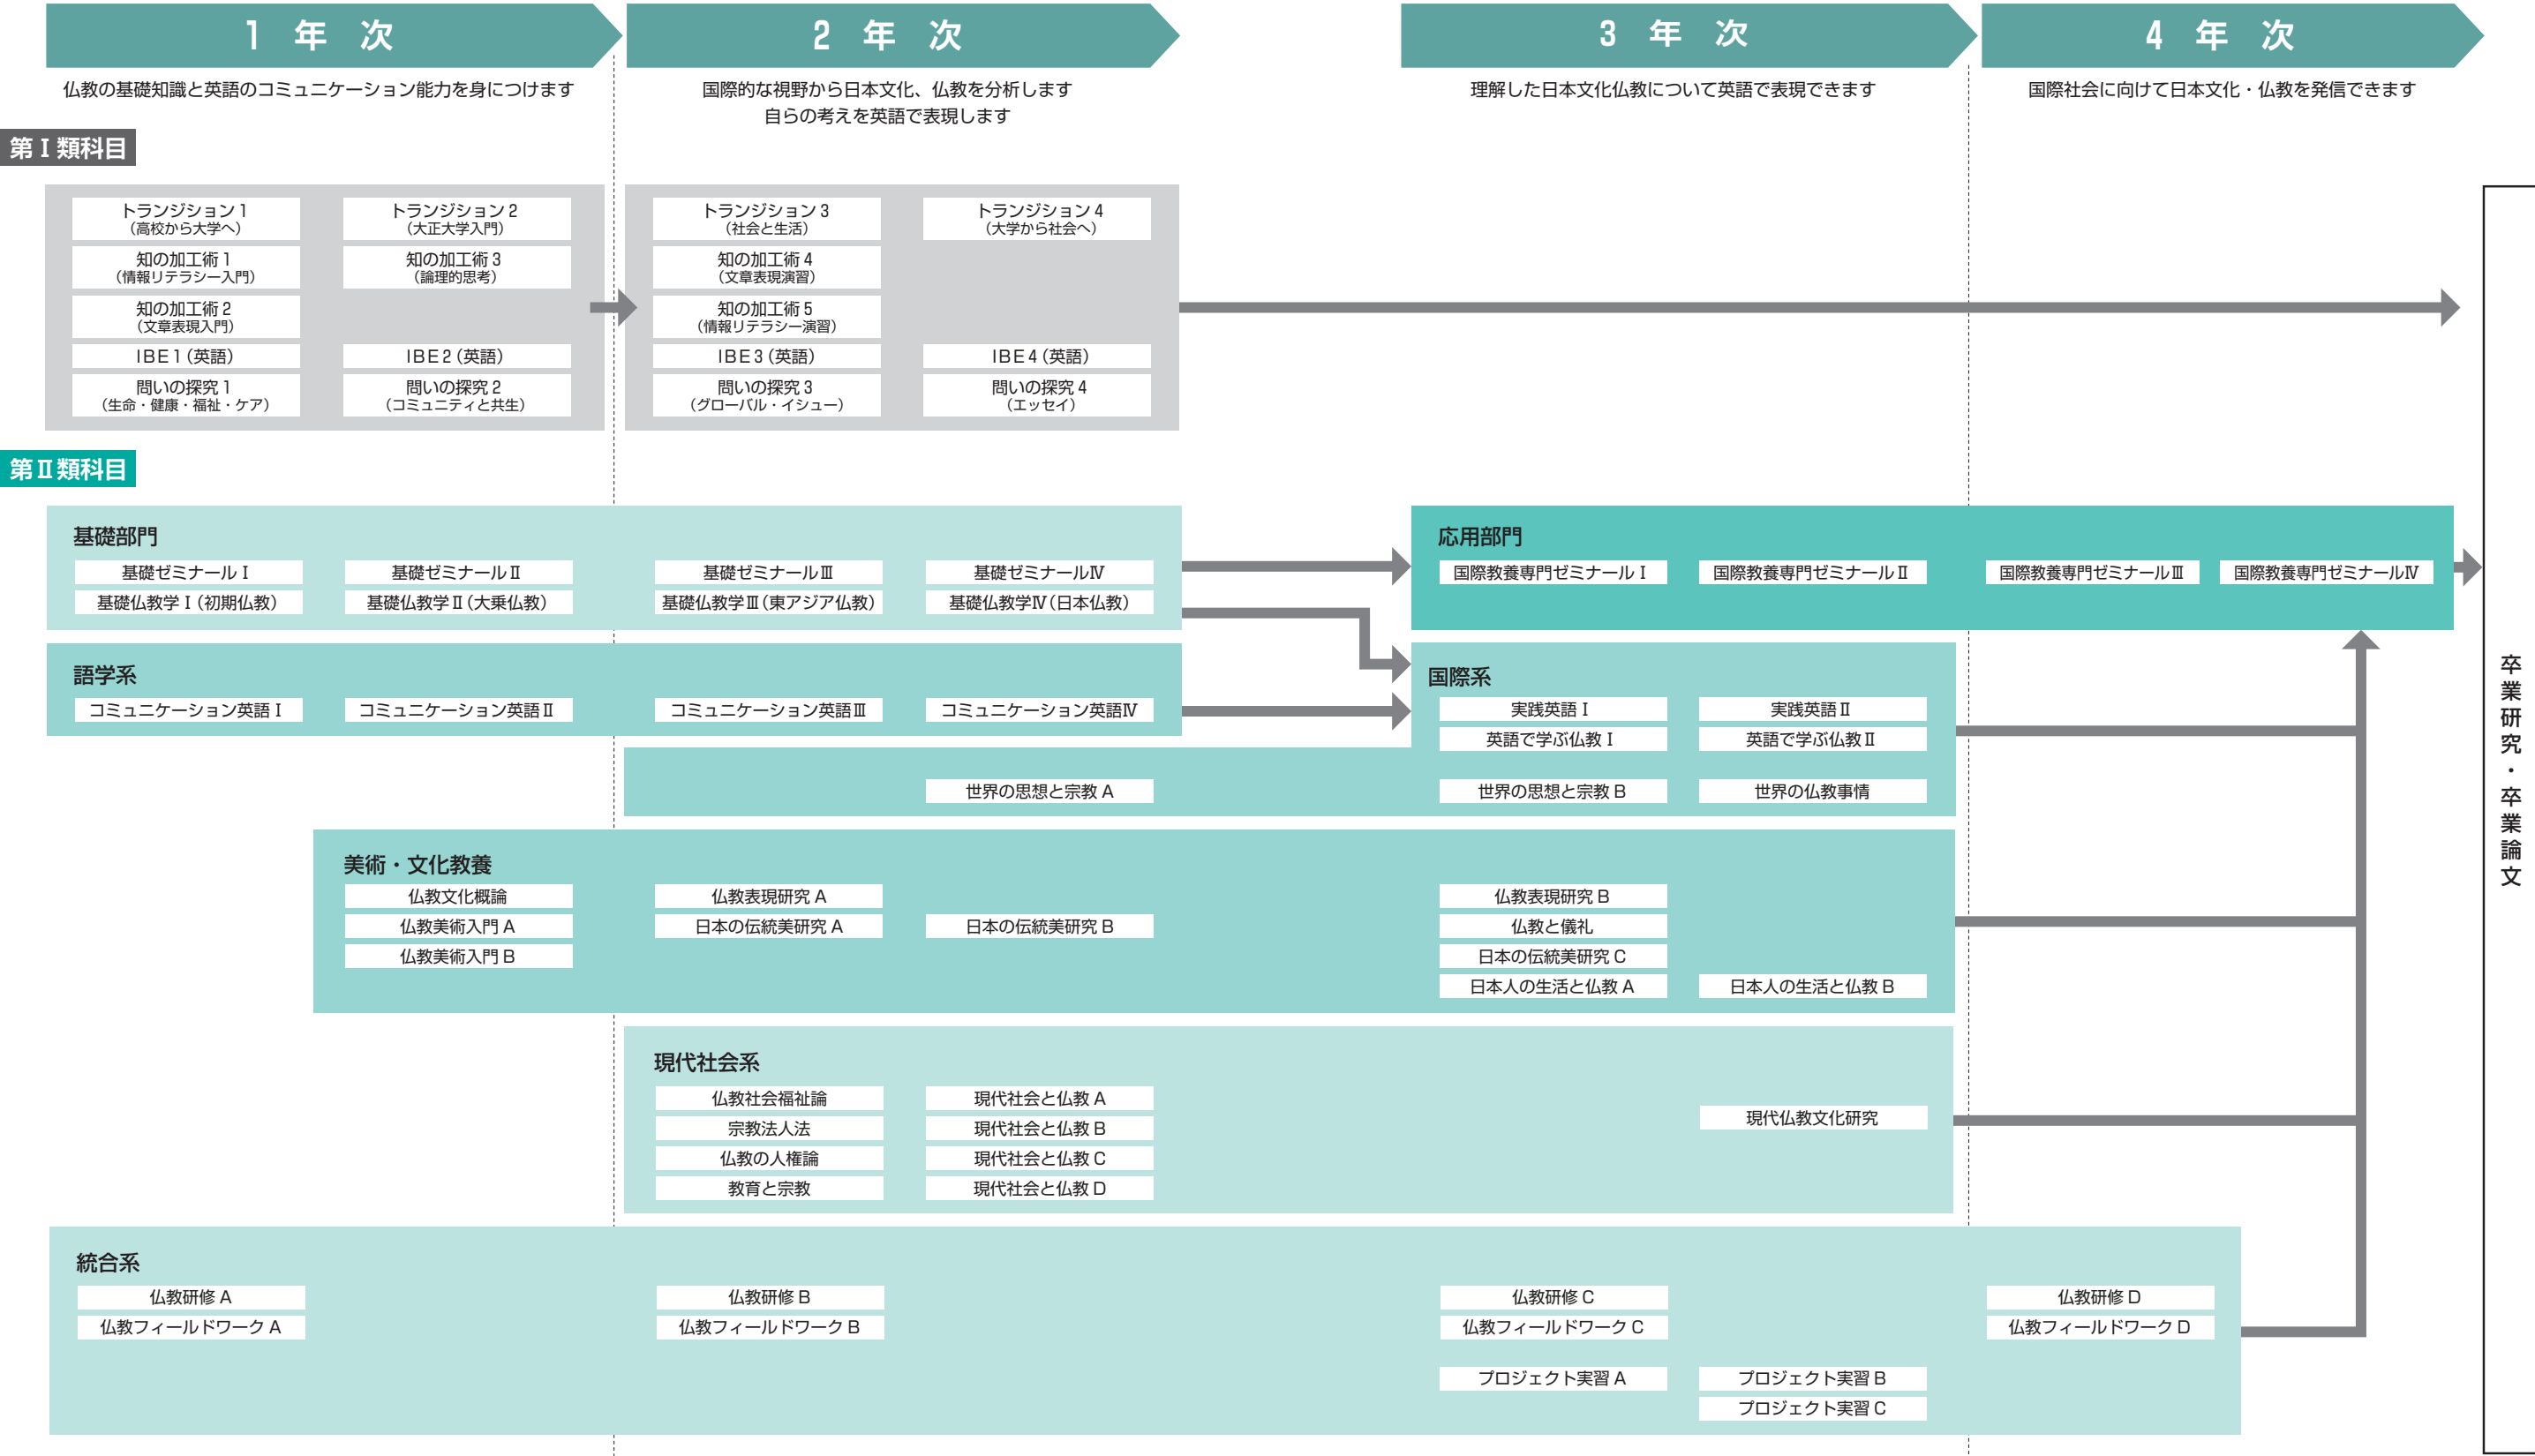 1 年 次
2 年 次
3 年 次
4 年 次
仏教の基礎知識と英語のコミュニケーション能力を身につけます
国際的な視野から日本文化、仏教を分析します
自らの考えを英語で表現します
理解した日本文化仏教について英語で表現できます
国際社会に向けて日本文化・仏教を発信できます
第Ⅰ類科目
トランジション 1
（高校から大学へ）
トランジション 2
（大正大学入門）
トランジション 3
（社会と生活）
トランジション 4
（大学から社会へ）
知の加工術 1
（情報リテラシー入門）
知の加工術 3
（論理的思考）
知の加工術 4
（文章表現演習）
知の加工術 2
（文章表現入門）
知の加工術 5
（情報リテラシー演習）
IBE 1（英語）
IBE 2（英語）
IBE 3（英語）
IBE 4（英語）
問いの探究 1
（生命・健康・福祉・ケア）
問いの探究 2
（コミュニティと共生）
問いの探究 3
（グローバル・イシュー）
問いの探究 4
（エッセイ）
第Ⅱ類科目
基礎部門
基礎ゼミナールⅠ
基礎ゼミナールⅡ
基礎ゼミナールⅢ
基礎ゼミナールⅣ
基礎仏教学Ⅰ（初期仏教）
基礎仏教学Ⅱ（大乗仏教）
基礎仏教学Ⅲ（東アジア仏教）
基礎仏教学Ⅳ（日本仏教）
応用部門
国際教養専門ゼミナールⅠ
国際教養専門ゼミナールⅡ
国際教養専門ゼミナールⅢ
国際教養専門ゼミナールⅣ
語学系
コミュニケーション英語Ⅰ
コミュニケーション英語Ⅱ
コミュニケーション英語Ⅲ
コミュニケーション英語Ⅳ
国際系
実践英語Ⅰ
実践英語Ⅱ
英語で学ぶ仏教Ⅰ
英語で学ぶ仏教Ⅱ
世界の思想と宗教 A
世界の思想と宗教 B
世界の仏教事情
美術・文化教養
仏教文化概論
仏教表現研究 A
仏教表現研究 B
仏教美術入門 A
日本の伝統美研究 A
日本の伝統美研究 B
仏教と儀礼
仏教美術入門 B
日本の伝統美研究 C
日本人の生活と仏教 A
日本人の生活と仏教 B
現代社会系
仏教社会福祉論
現代社会と仏教 A
現代仏教文化研究
宗教法人法
現代社会と仏教 B
仏教の人権論
現代社会と仏教 C
教育と宗教
現代社会と仏教 D
統合系
仏教研修 A
仏教研修 B
仏教研修 C
仏教研修 D
仏教フィールドワーク A
仏教フィールドワーク B
仏教フィールドワーク C
仏教フィールドワーク D
プロジェクト実習 A
プロジェクト実習 B
プロジェクト実習 C
卒業研究・卒業論文